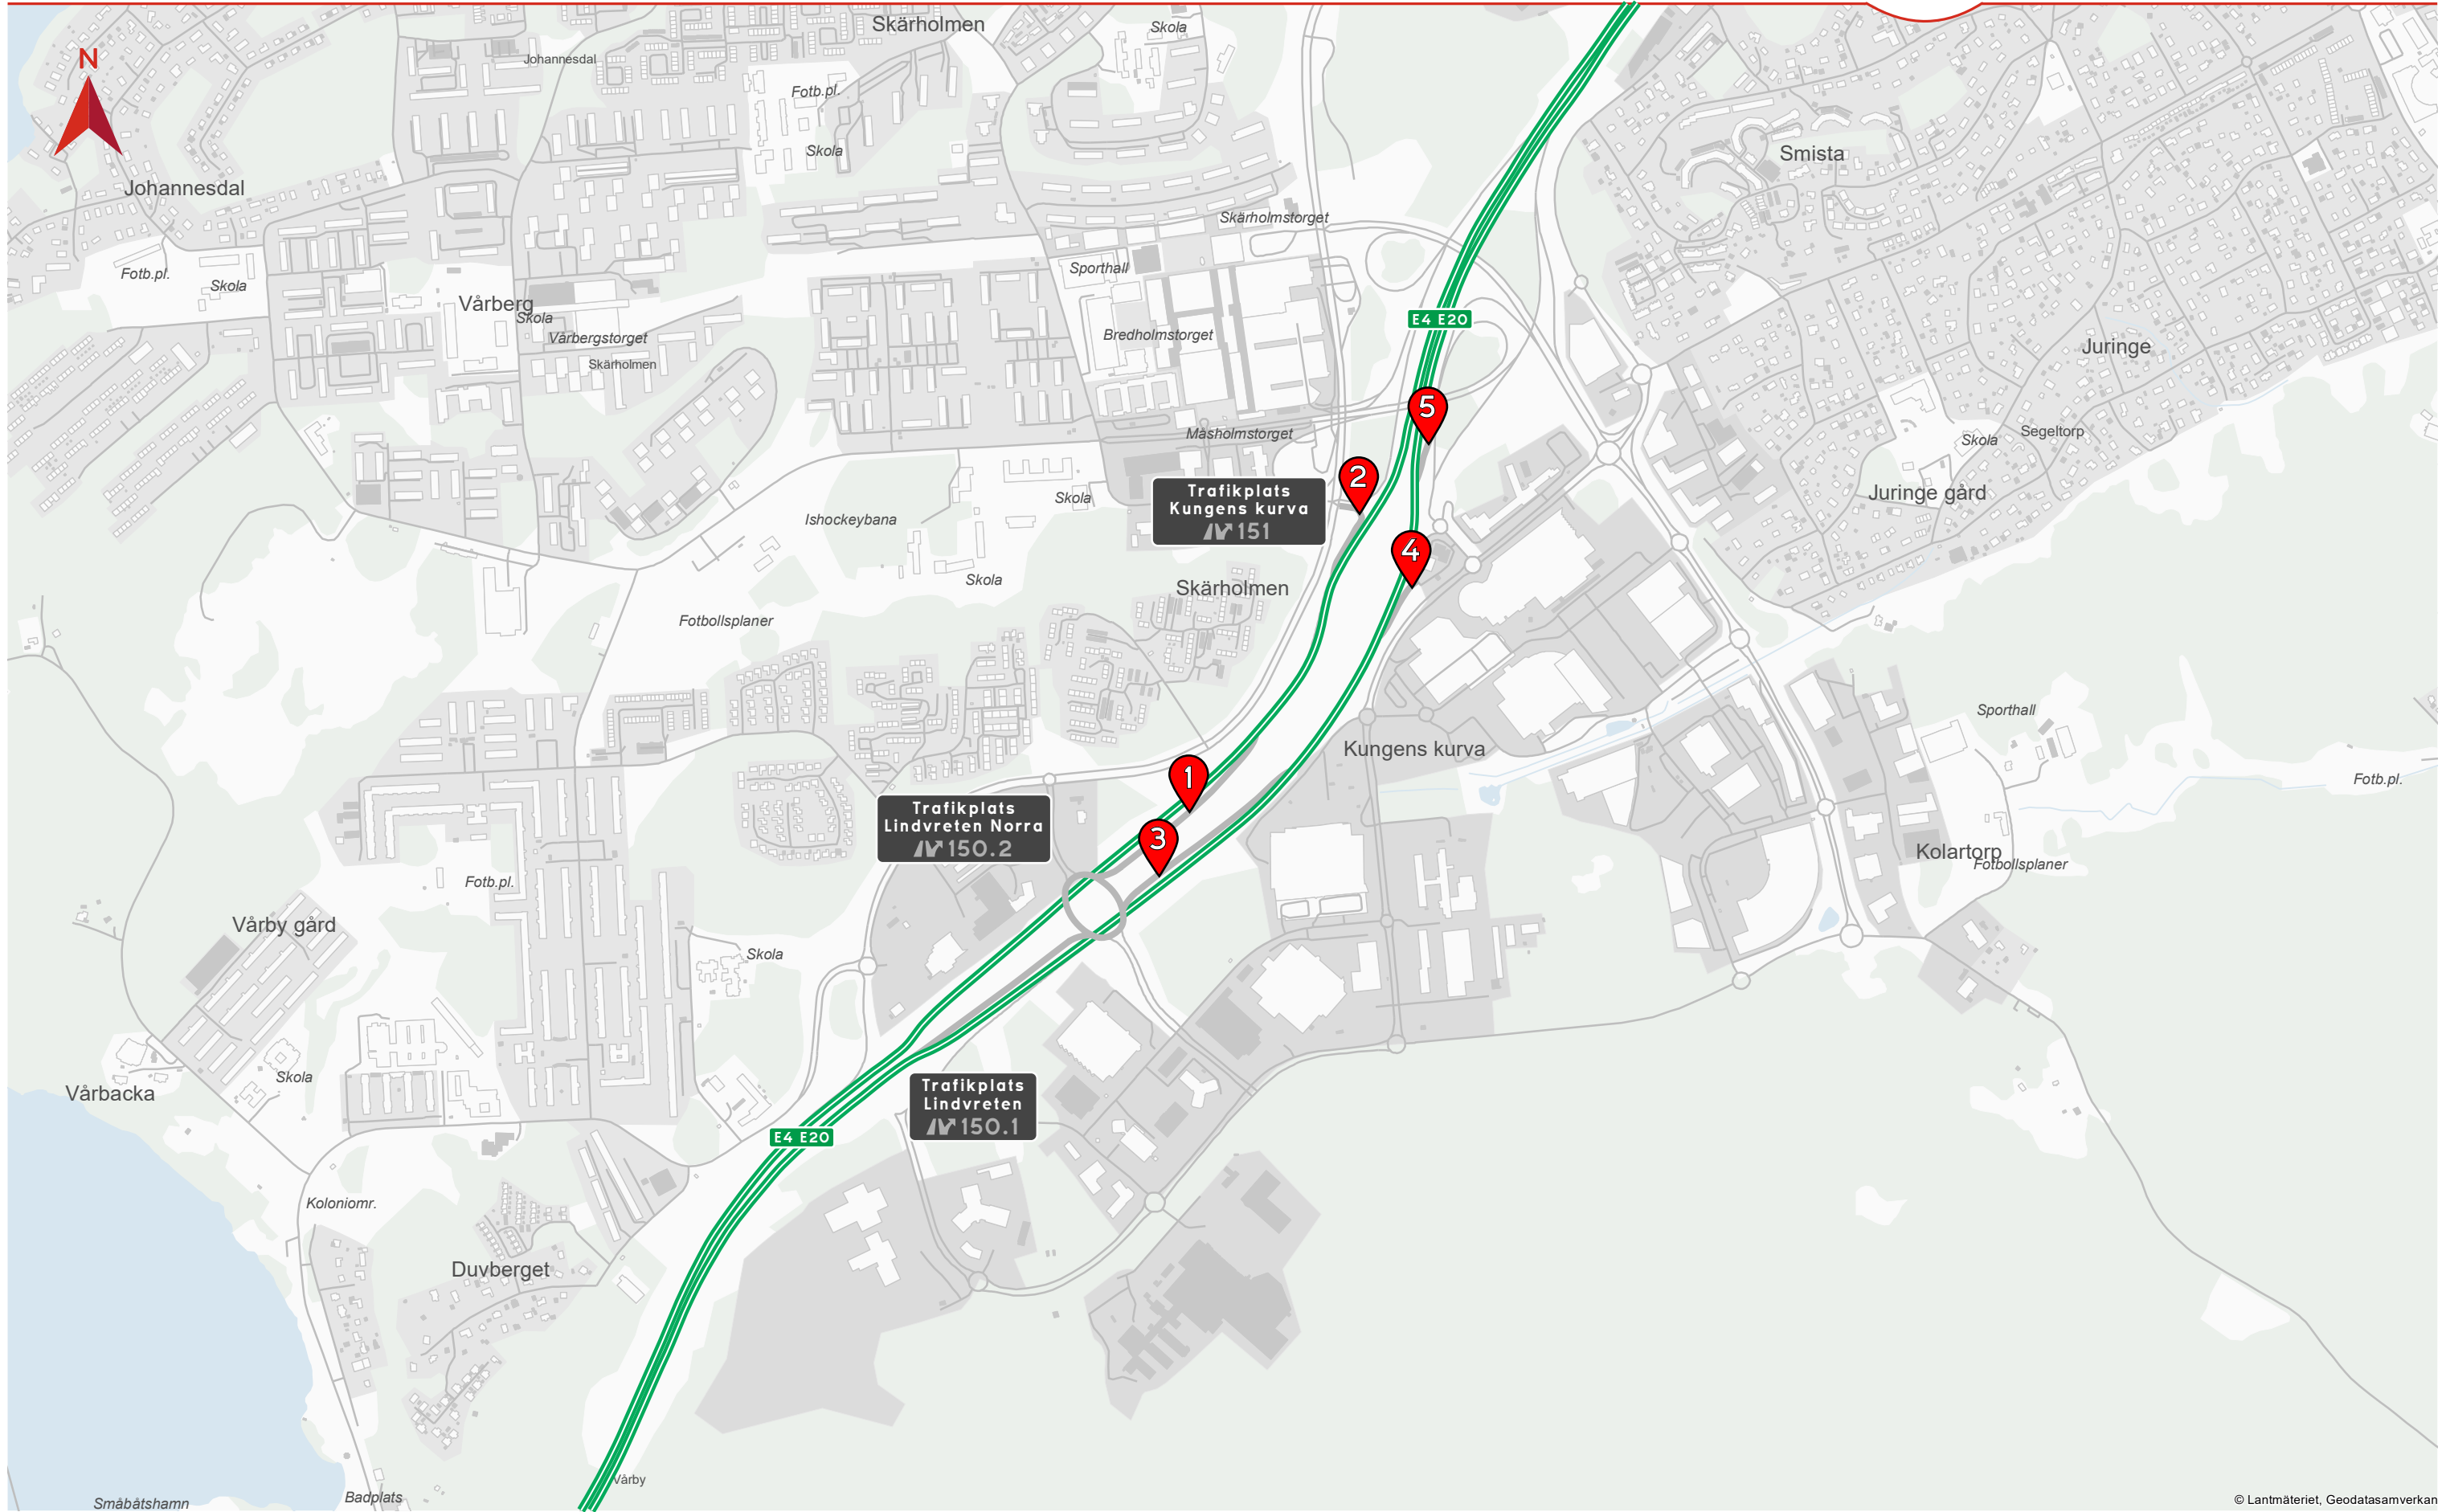 Skärholmen
Skola
N
Johannesdal
Fotb.pl.
Skola
Smista
Johannesdal
Skärholmstorget
Fotb.pl.
Skola
Sporthall
Vårberg
Skola
Vårbergstorget
Skärholmen
Bredholmstorget
E4 E20
Juringe
5
Måsholmstorget
Skola
Segeltorp
2
Trafikplats
Kungens kurva
151
Skola
Juringe gård
Ishockeybana
4
Skola
Skärholmen
Fotbollsplaner
Sporthall
Kungens kurva
1
Fotb.pl.
Trafikplats
Lindvreten Norra
150.2
3
Kolartorp
Fotbollsplaner
Fotb.pl.
Vårby gård
Skola
Skola
Vårbacka
Trafikplats
Lindvreten
150.1
E4 E20
Koloniomr.
Duvberget
Vårby
Badplats
Småbåtshamn
© Lantmäteriet, Geodatasamverkan